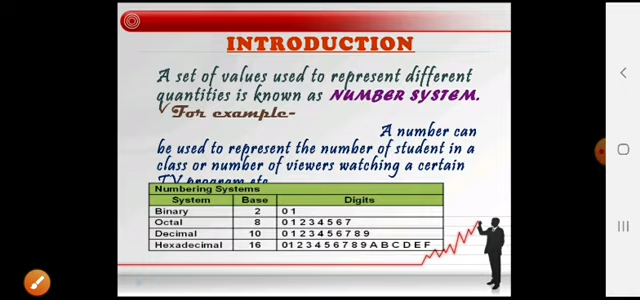 INTRODUCTION
A set of values used to represent different
quantities is known as NUMBER SYSTEM.
For example-
A number can
be used to represent the number of student in a
class or number of viewers watching a certain
TV program etc
Numbering Systems
System Base Digits
Binary 2 0 1
Octal 8 0 1 2 3 4 5 6 7
Decimal 10 0 1 2 3 4 5 6 7 8 9
Hexadecimal 16 0 1 2 3 4 5 6 7 8 9 A B C D E F